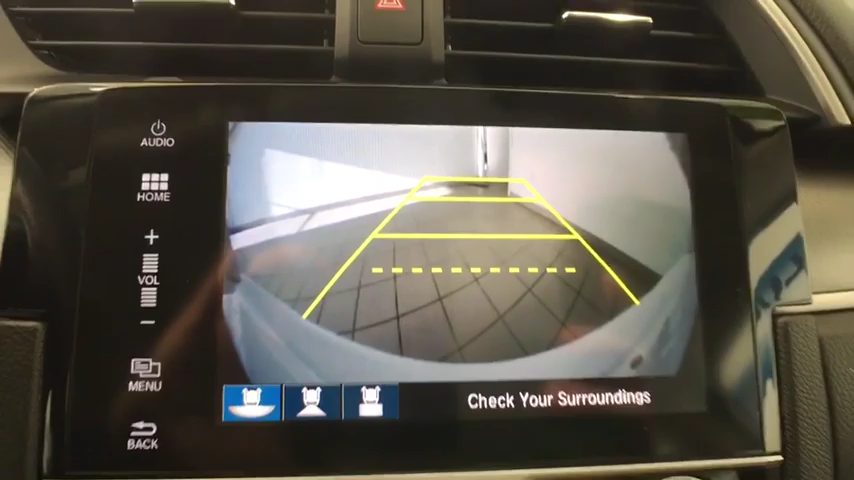 AUDIO
HOME
+
VOL
−
MENU
BACK
Check Your Surroundings